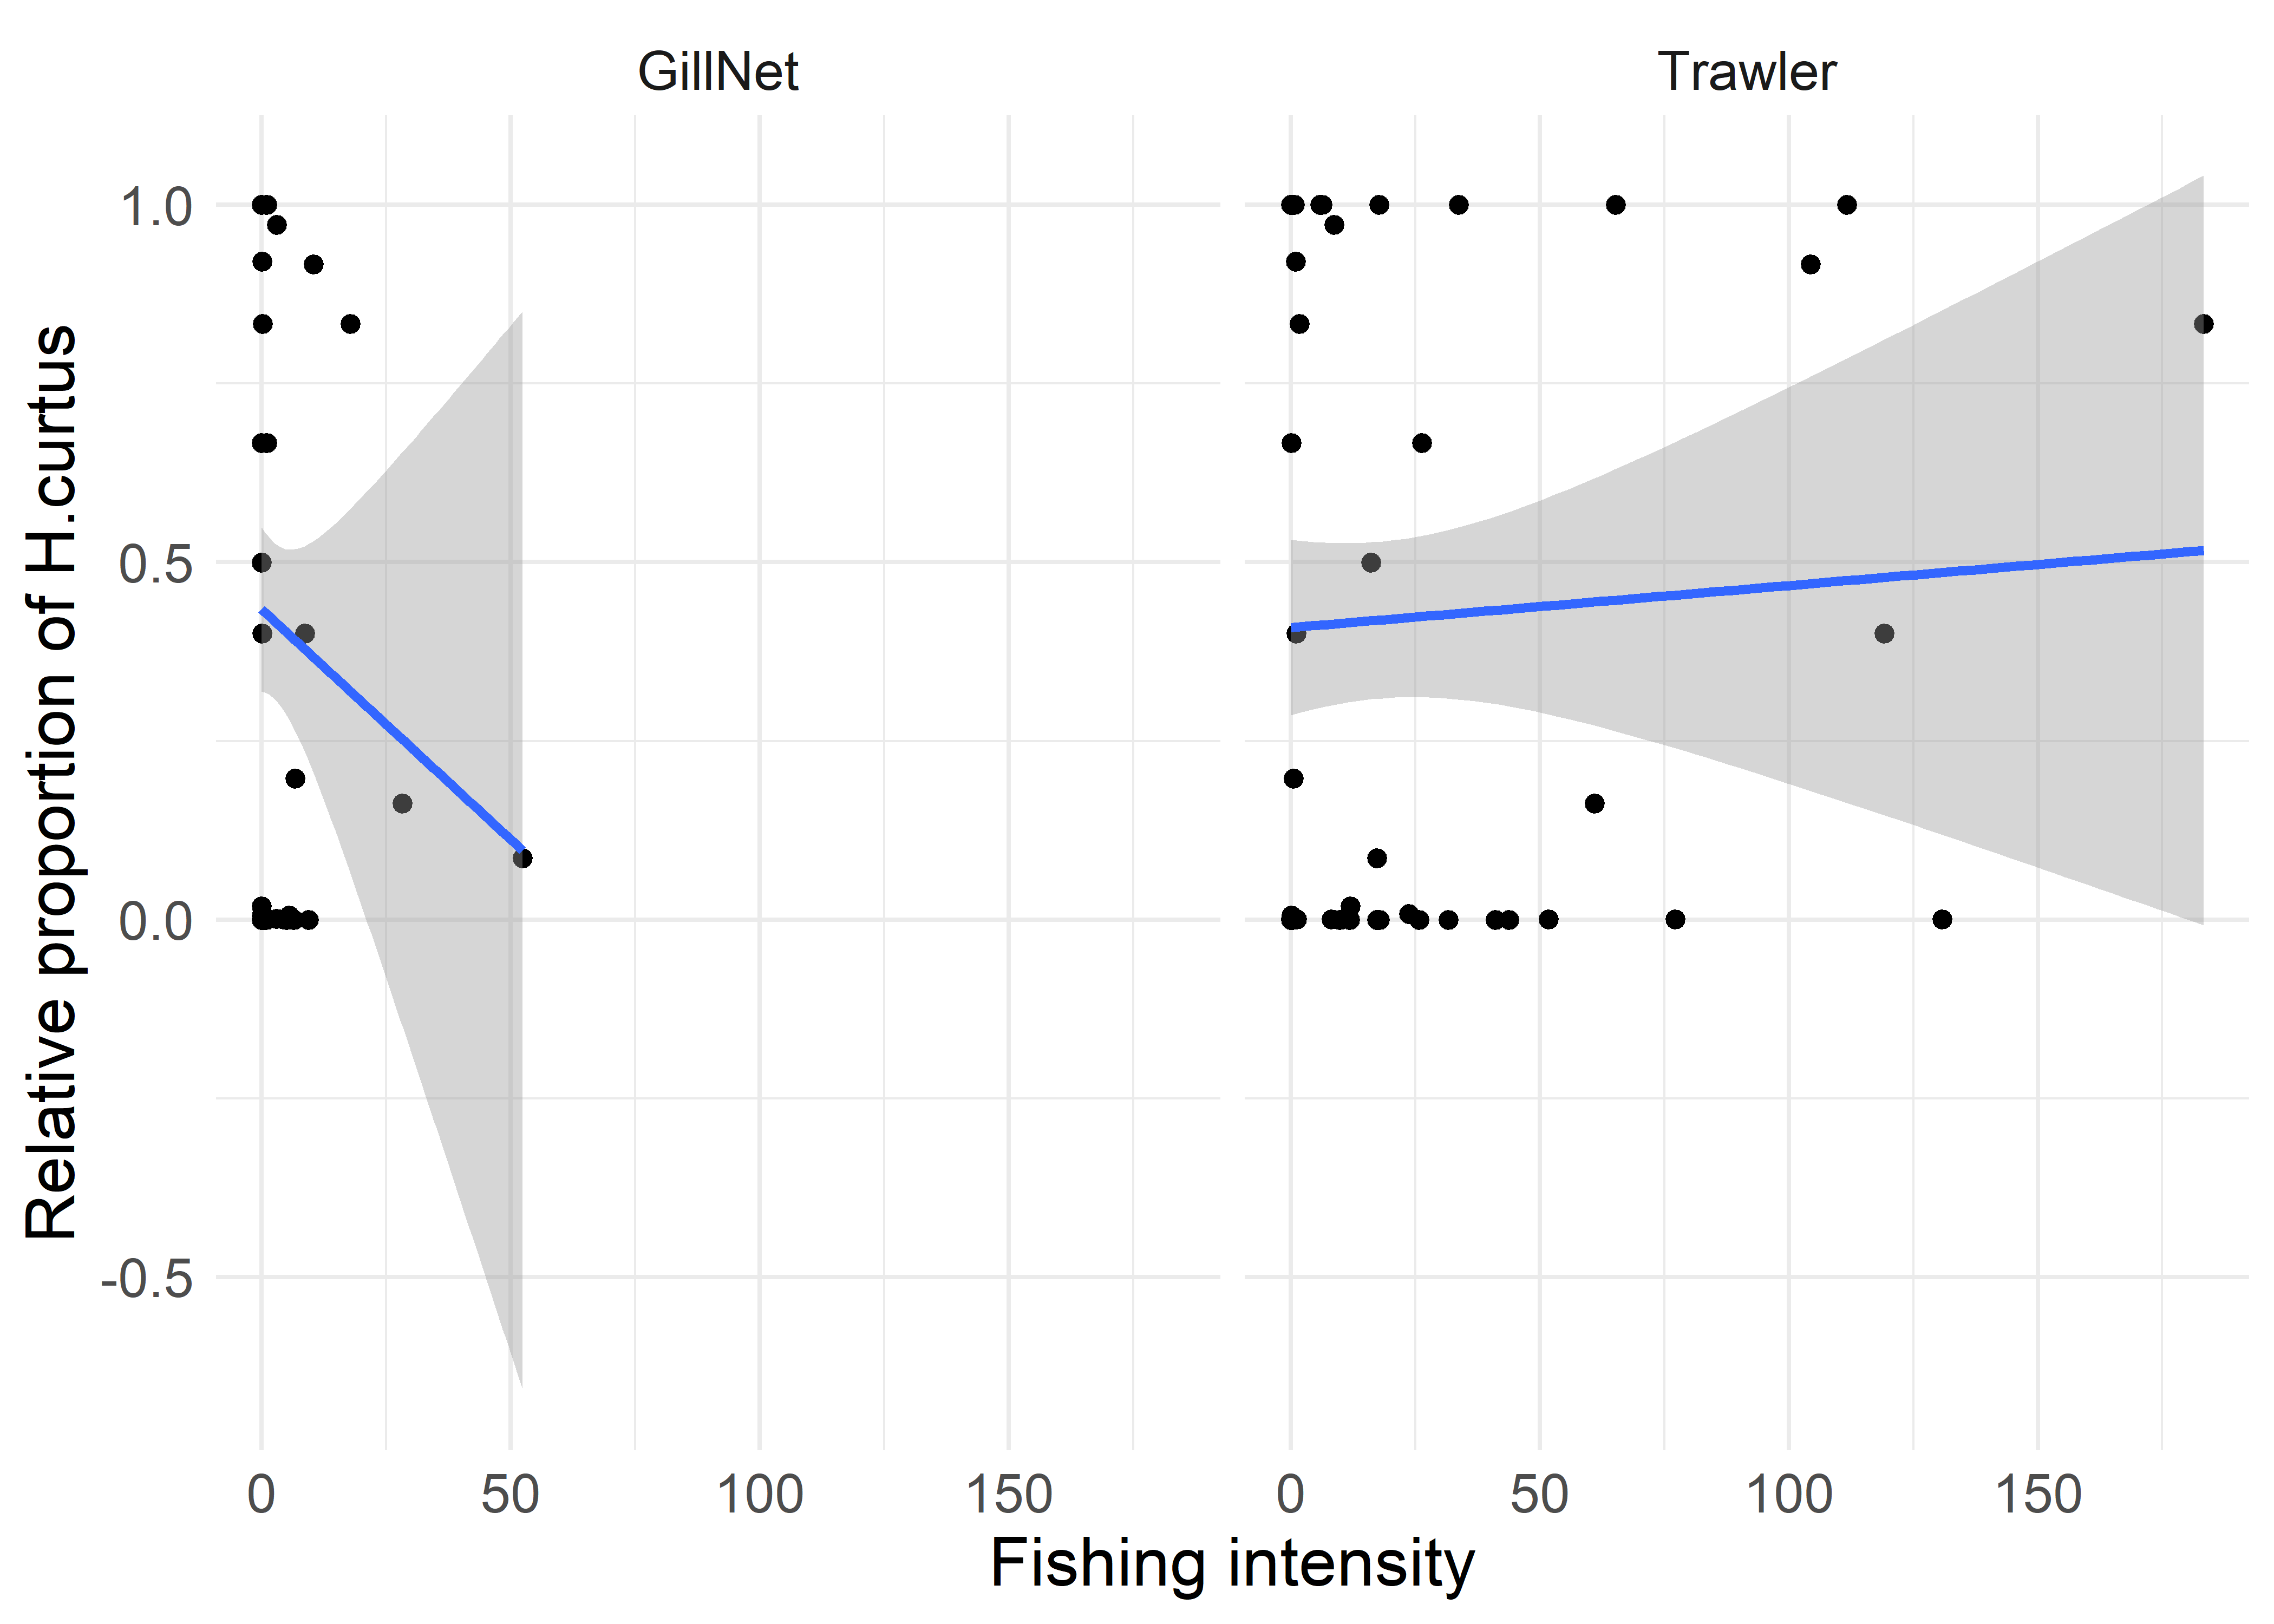 GillNet Trawler
Relative proportion of H.curtus
1.0
0.5
0.0
-0.5
0 50 100 150 0 50 100 150
Fishing intensity